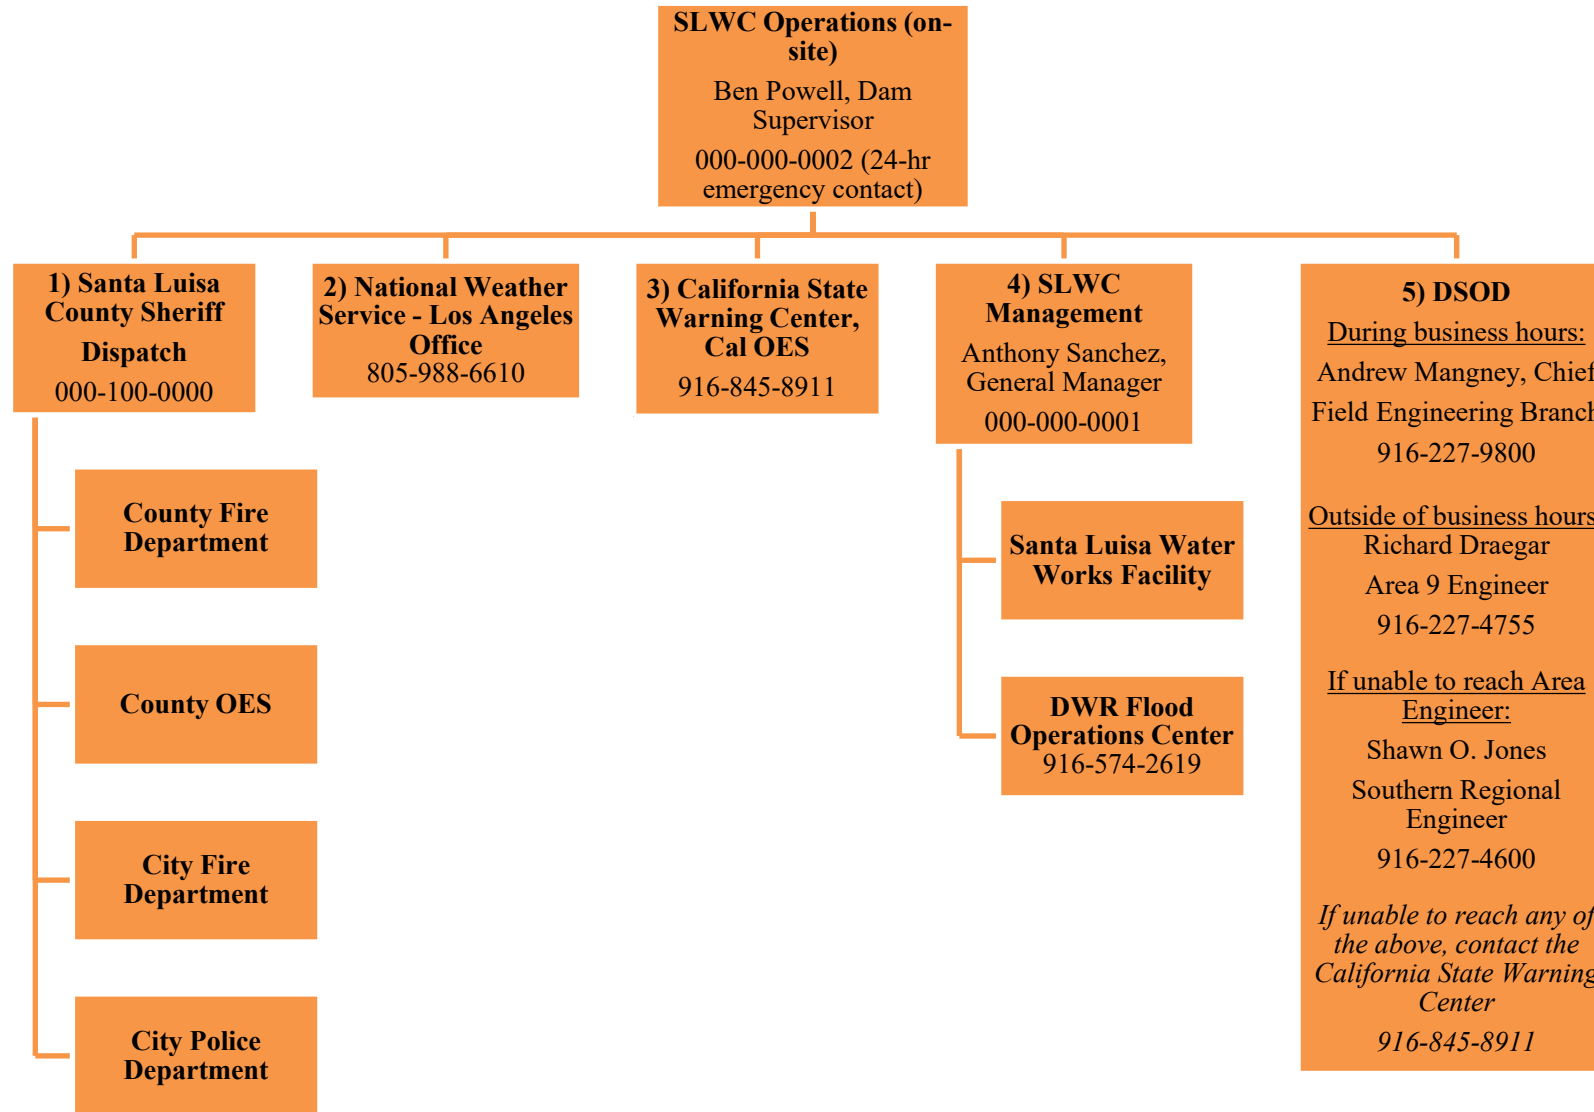 SLWC Operations (on-
site)
Ben Powell, Dam
Supervisor
000-000-0002 (24-hr
emergency contact)
1) Santa Luisa
County Sheriff
Dispatch
000-100-0000
2) National Weather
Service - Los Angeles
Office
805-988-6610
3) California State
Warning Center,
Cal OES
916-845-8911
4) SLWC
Management
Anthony Sanchez,
General Manager
000-000-0001
5) DSOD
During business hours:
Andrew Mangney, Chief
Field Engineering Branch
916-227-9800
Outside of business hours
Richard Draegar
Area 9 Engineer
916-227-4755
If unable to reach Area
Engineer:
Shawn O. Jones
Southern Regional
Engineer
916-227-4600
If unable to reach any of
the above, contact the
California State Warning
Center
916-845-8911
County Fire
Department
County OES
City Fire
Department
City Police
Department
Santa Luisa Water
Works Facility
DWR Flood
Operations Center
916-574-2619